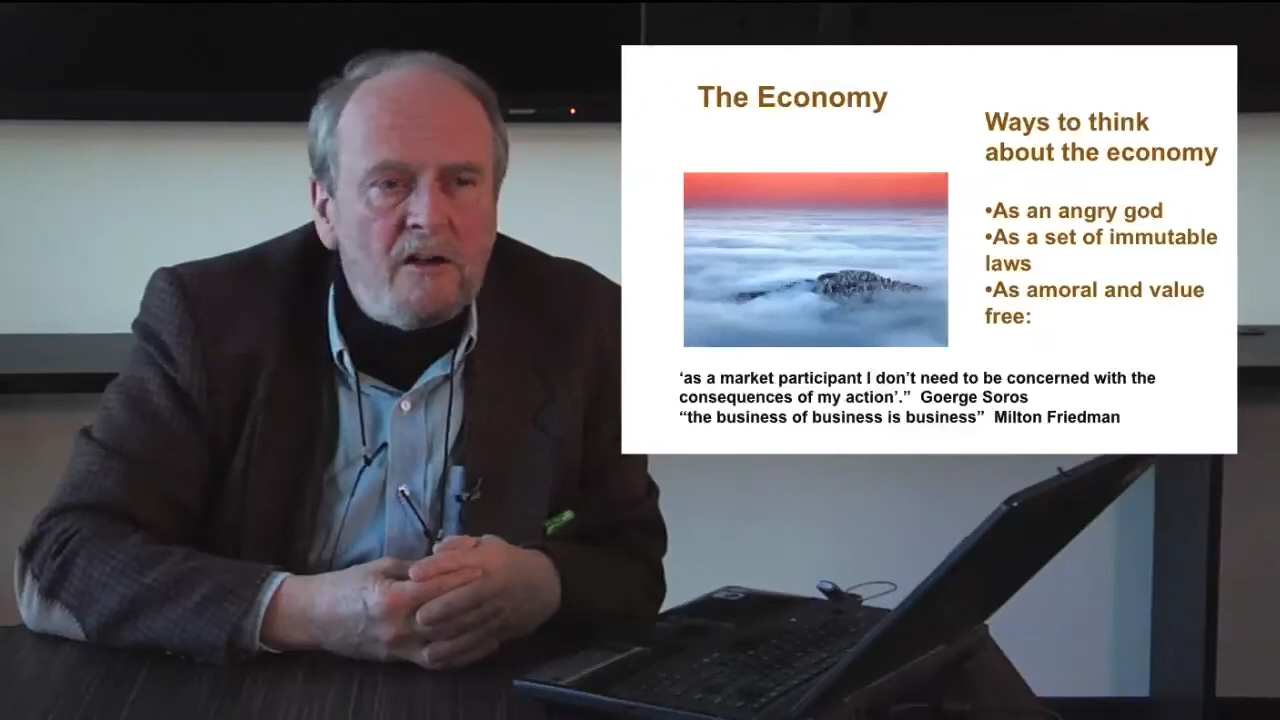 The Economy
Ways to think
about the economy
•As an angry god
•As a set of immutable
laws
•As amoral and value
free:
‘as a market participant I don’t need to be concerned with the
consequences of my action’.” Goerge Soros
“the business of business is business” Milton Friedman